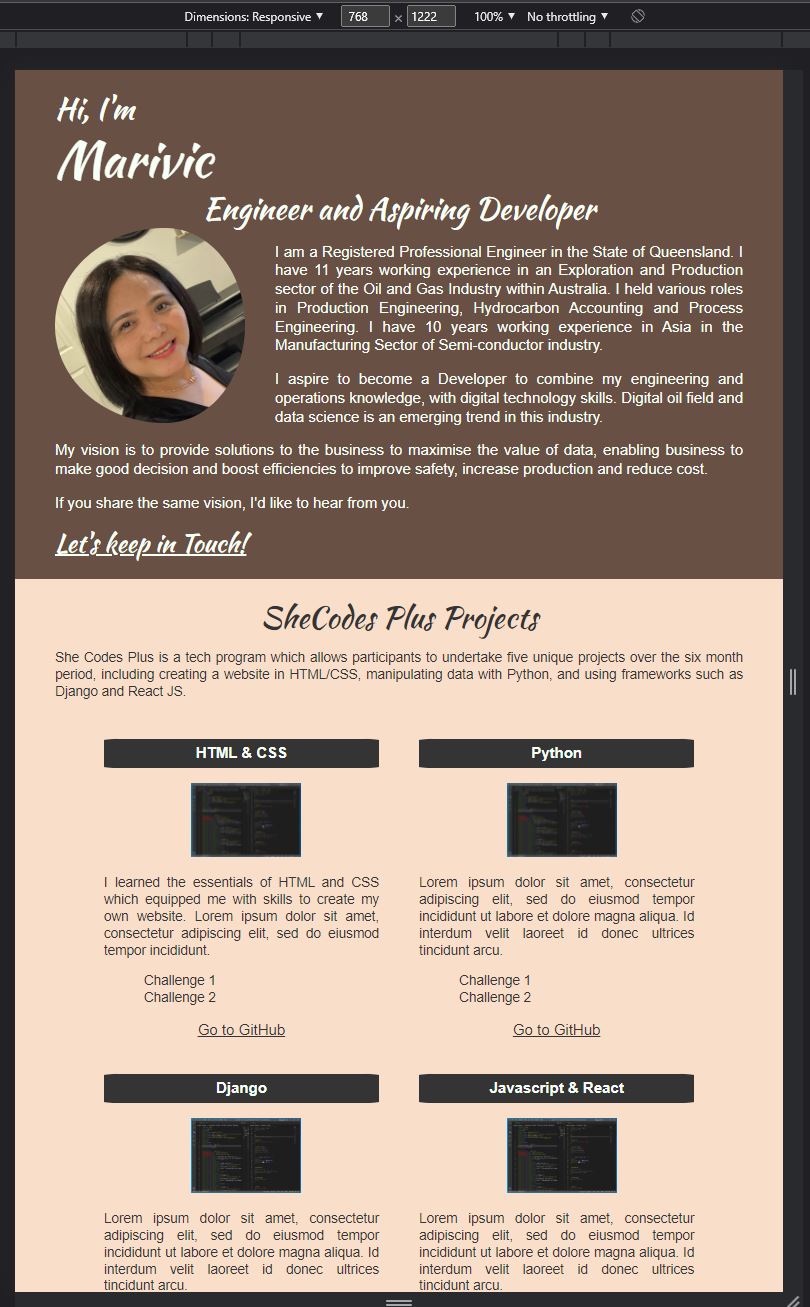 Dimensions: Responsive ▼ 768 × 1222 100% ▼ No throttling ▼
Hi, I'm
Marivic
Engineer and Aspiring Developer
I am a Registered Professional Engineer in the State of Queensland. I
have 11 years working experience in an Exploration and Production
sector of the Oil and Gas Industry within Australia. I held various roles
in Production Engineering, Hydrocarbon Accounting and Process
Engineering. I have 10 years working experience in Asia in the
Manufacturing Sector of Semi-conductor industry.
I aspire to become a Developer to combine my engineering and
operations knowledge, with digital technology skills. Digital oil field and
data science is an emerging trend in this industry.
My vision is to provide solutions to the business to maximise the value of data, enabling business to
make good decision and boost efficiencies to improve safety, increase production and reduce cost.
If you share the same vision, I'd like to hear from you.
Let's keep in Touch!
SheCodes Plus Projects
She Codes Plus is a tech program which allows participants to undertake five unique projects over the six month
period, including creating a website in HTML/CSS, manipulating data with Python, and using frameworks such as
Django and React JS.
HTML & CSS
I learned the essentials of HTML and CSS
which equipped me with skills to create my
own website. Lorem ipsum dolor sit amet,
consectetur adipiscing elit, sed do eiusmod
tempor incididunt.
Challenge 1
Challenge 2
Go to GitHub
Python
Lorem ipsum dolor sit amet, consectetur
adipiscing elit, sed do eiusmod tempor
incididunt ut labore et dolore magna aliqua. Id
interdum velit laoreet id donec ultrices
tincidunt arcu.
Challenge 1
Challenge 2
Go to GitHub
Django
Lorem ipsum dolor sit amet, consectetur
adipiscing elit, sed do eiusmod tempor
incididunt ut labore et dolore magna aliqua. Id
interdum velit laoreet id donec ultrices
tincidunt arcu.
Javascript & React
Lorem ipsum dolor sit amet, consectetur
adipiscing elit, sed do eiusmod tempor
incididunt ut labore et dolore magna aliqua. Id
interdum velit laoreet id donec ultrices
tincidunt arcu.